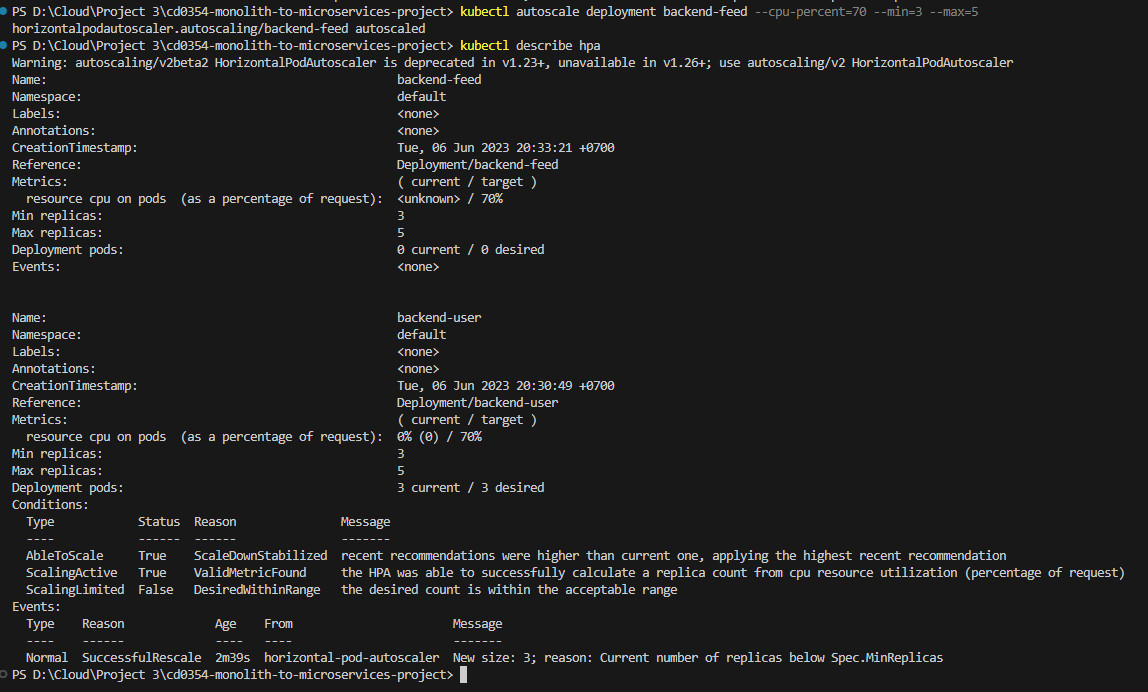 PS D:\Cloud\Project 3\cd0354-monolith-to-microservices-project> kubectl autoscale deployment backend-feed --cpu-percent=70 --min=3 --max=5
horizontalpodautoscaler.autoscaling/backend-feed autoscaled
PS D:\Cloud\Project 3\cd0354-monolith-to-microservices-project> kubectl describe hpa
Warning: autoscaling/v2beta2 HorizontalPodAutoscaler is deprecated in v1.23+, unavailable in v1.26+; use autoscaling/v2 HorizontalPodAutoscaler
Name: backend-feed
Namespace: default
Labels: <none>
Annotations: <none>
CreationTimestamp: Tue, 06 Jun 2023 20:33:21 +0700
Reference: Deployment/backend-feed
Metrics: ( current / target )
resource cpu on pods (as a percentage of request): <unknown> / 70%
Min replicas: 3
Max replicas: 5
Deployment pods: 0 current / 0 desired
Events: <none>
Name: backend-user
Namespace: default
Labels: <none>
Annotations: <none>
CreationTimestamp: Tue, 06 Jun 2023 20:30:49 +0700
Reference: Deployment/backend-user
Metrics: ( current / target )
resource cpu on pods (as a percentage of request): 0% (0) / 70%
Min replicas: 3
Max replicas: 5
Deployment pods: 3 current / 3 desired
Conditions:
Type Status Reason Message
---- ------ ------ -------
AbleToScale True ScaleDownStabilized recent recommendations were higher than current one, applying the highest recent recommendation
ScalingActive True ValidMetricFound the HPA was able to successfully calculate a replica count from cpu resource utilization (percentage of request)
ScalingLimited False DesiredWithinRange the desired count is within the acceptable range
Events:
Type Reason Age From Message
---- ------ ---- ---- -------
Normal SuccessfulRescale 2m39s horizontal-pod-autoscaler New size: 3; reason: Current number of replicas below Spec.MinReplicas
PS D:\Cloud\Project 3\cd0354-monolith-to-microservices-project>